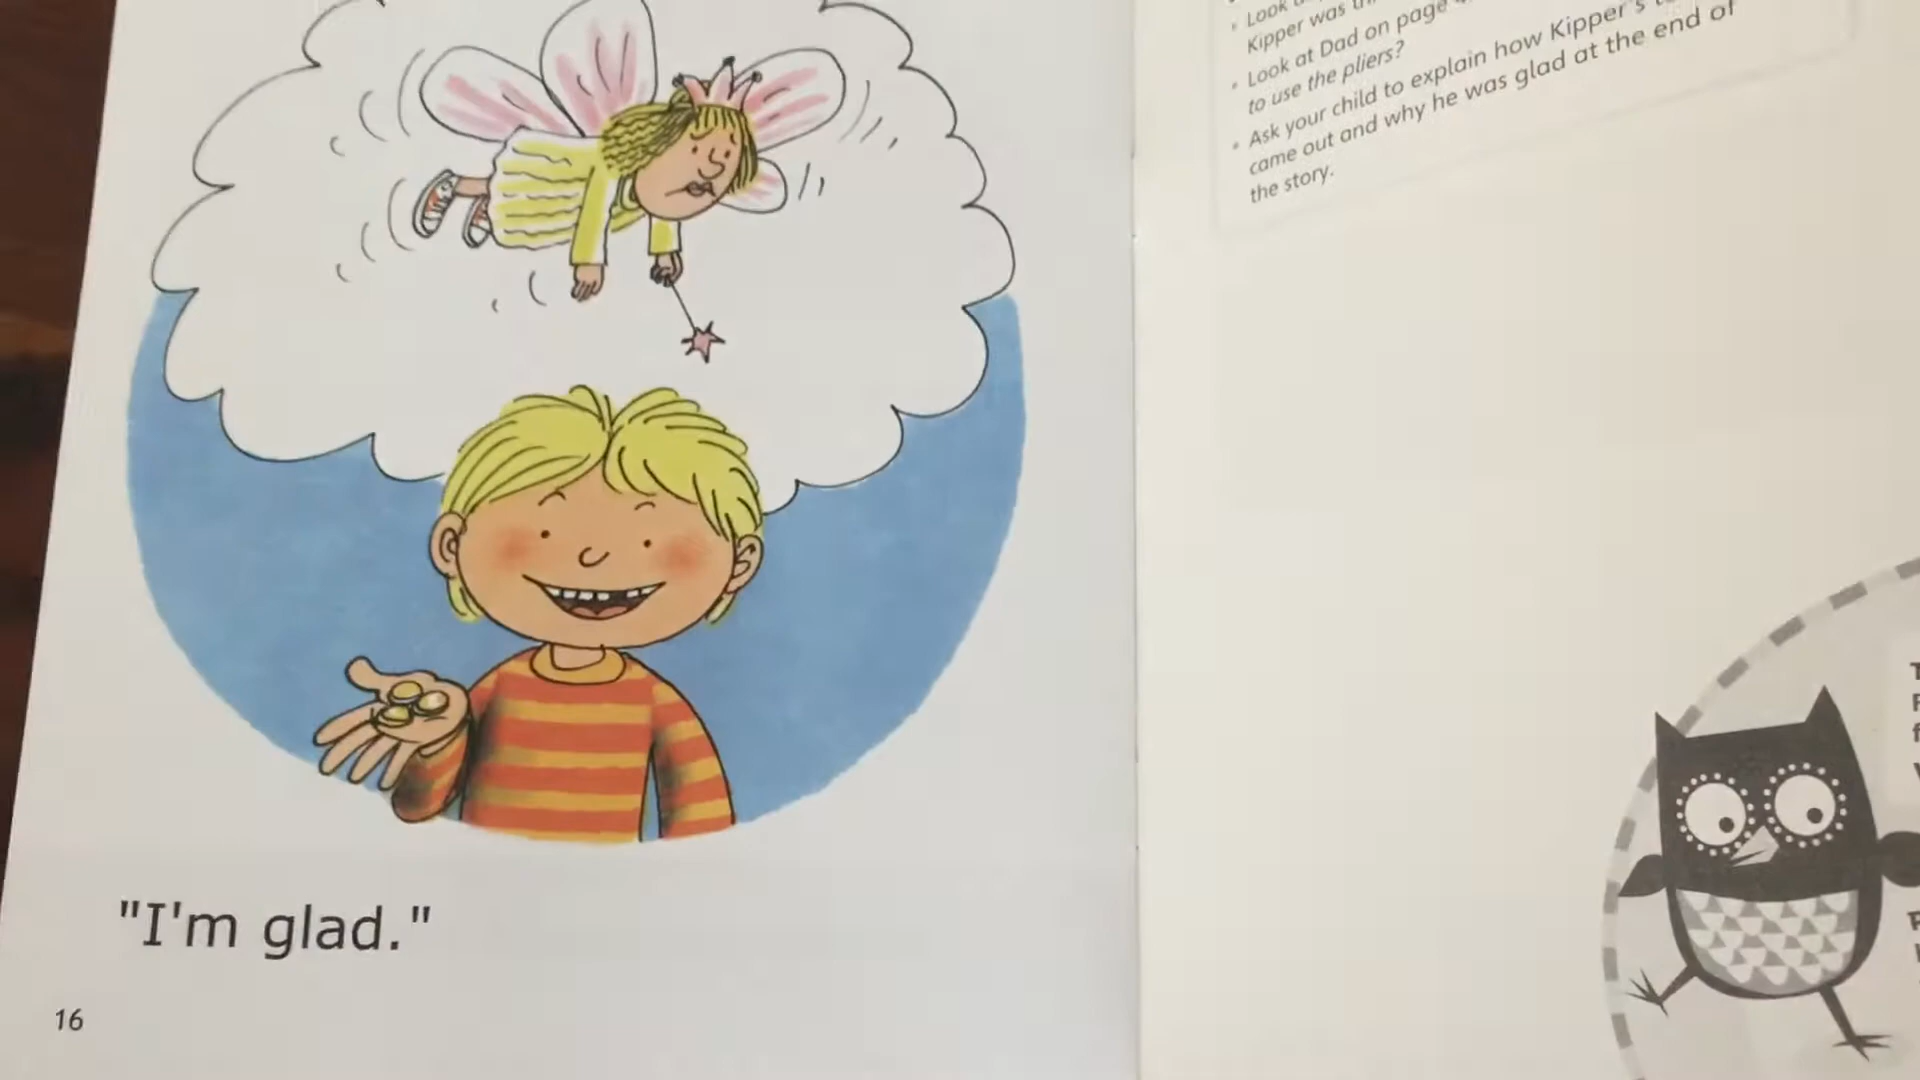 "I'm glad."
16
• Look
Kipper was
• Look at Dad on page
to use the pliers?
• Ask your child to explain how Kipper's
came out and why he was glad at the end of
the story.